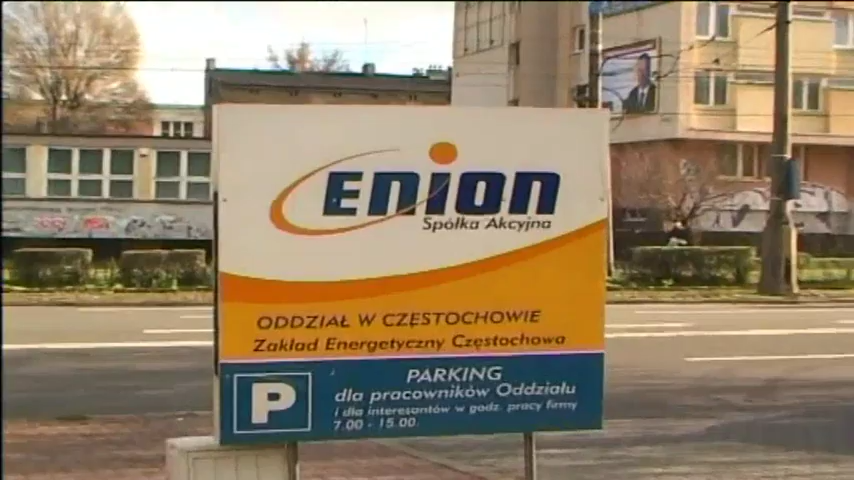 ENION
Spółka Akcyjna
ODDZIAŁ W CZĘSTOCHOWIE
Zakład Energetyczny Częstochowa
P
PARKING
dla pracowników Oddziału
i dla interesantów w godz. pracy firmy
7.00 - 15.00